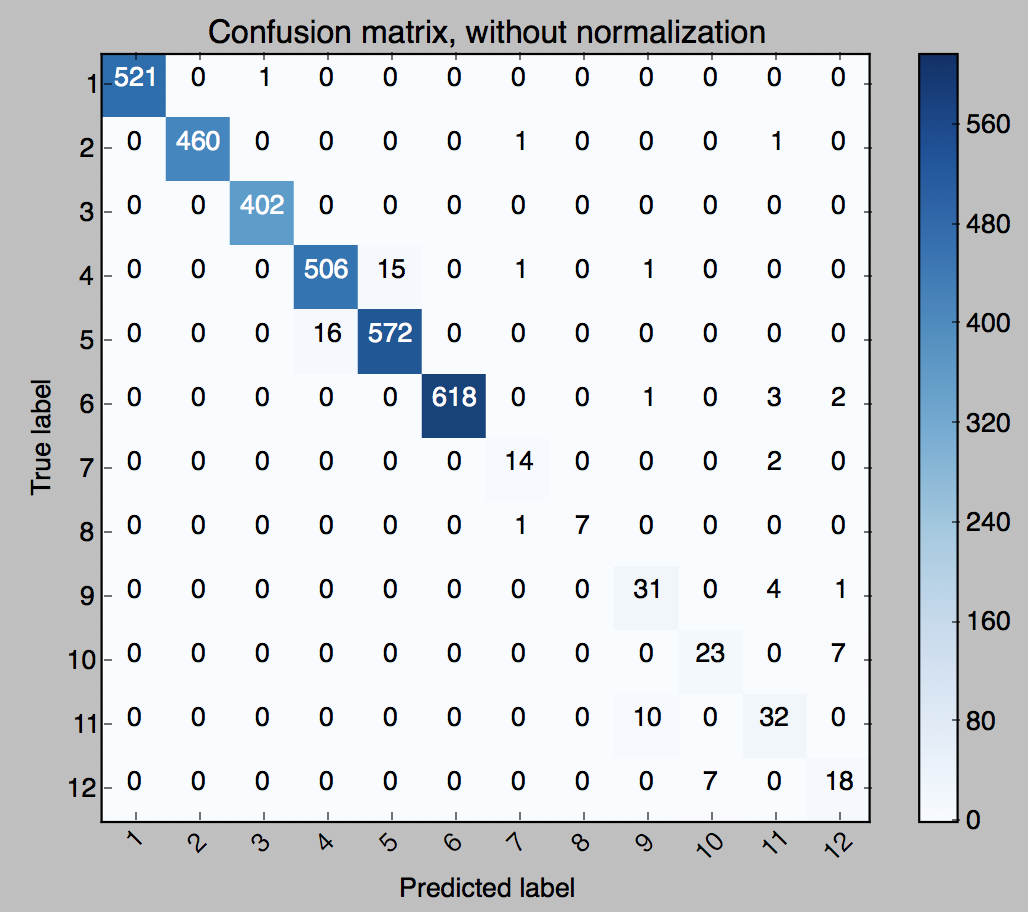 Confusion matrix, without normalization
1 521 0 1 0 0 0 0 0 0 0 0 0
2 0 460 0 0 0 0 1 0 0 0 1 0
3 0 0 402 0 0 0 0 0 0 0 0 0
4 0 0 0 506 15 0 1 0 1 0 0 0
5 0 0 0 16 572 0 0 0 0 0 0 0
6 0 0 0 0 0 618 0 0 1 0 3 2
7 0 0 0 0 0 0 14 0 0 0 2 0
8 0 0 0 0 0 0 1 7 0 0 0 0
9 0 0 0 0 0 0 0 0 31 0 4 1
10 0 0 0 0 0 0 0 0 0 23 0 7
11 0 0 0 0 0 0 0 0 10 0 32 0
12 0 0 0 0 0 0 0 0 0 7 0 18
1 2 3 4 5 6 7 8 9 10 11 12
Predicted label
True label
560
480
400
320
240
160
80
0